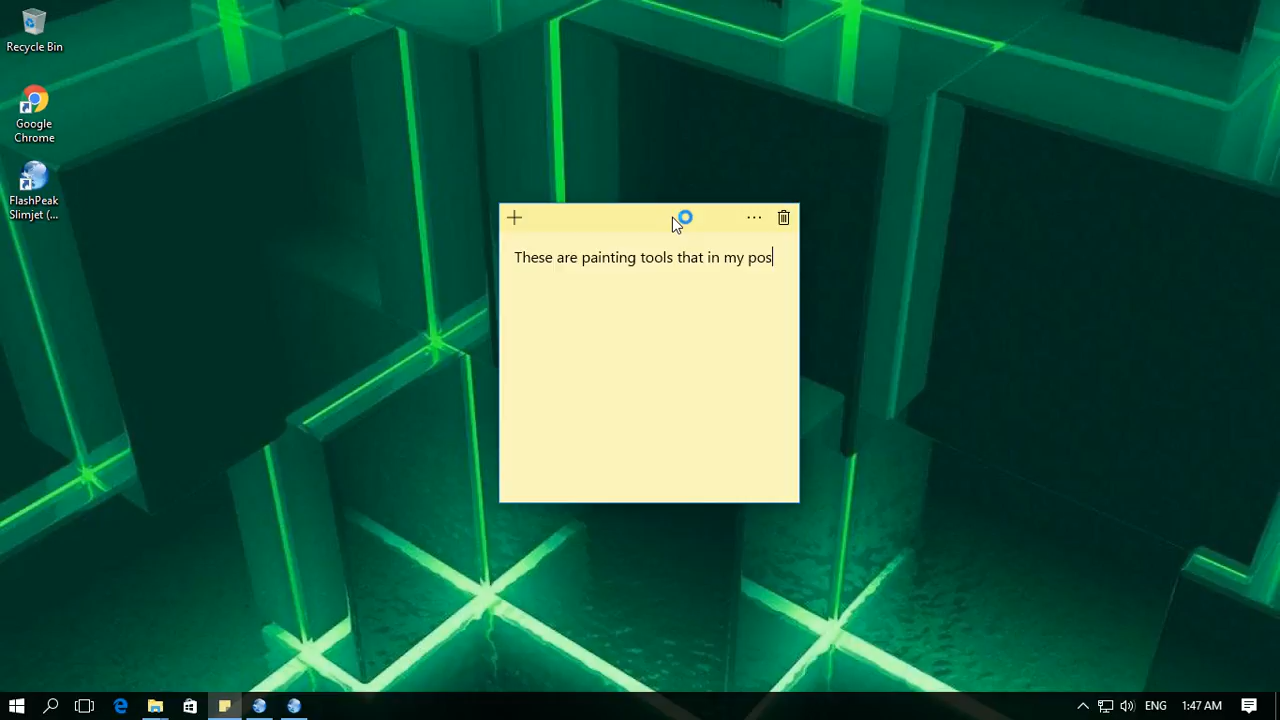 Recycle Bin
Google
Chrome
FlashPeak
Slimjet (...
These are painting tools that in my pos
ENG
1:47 AM